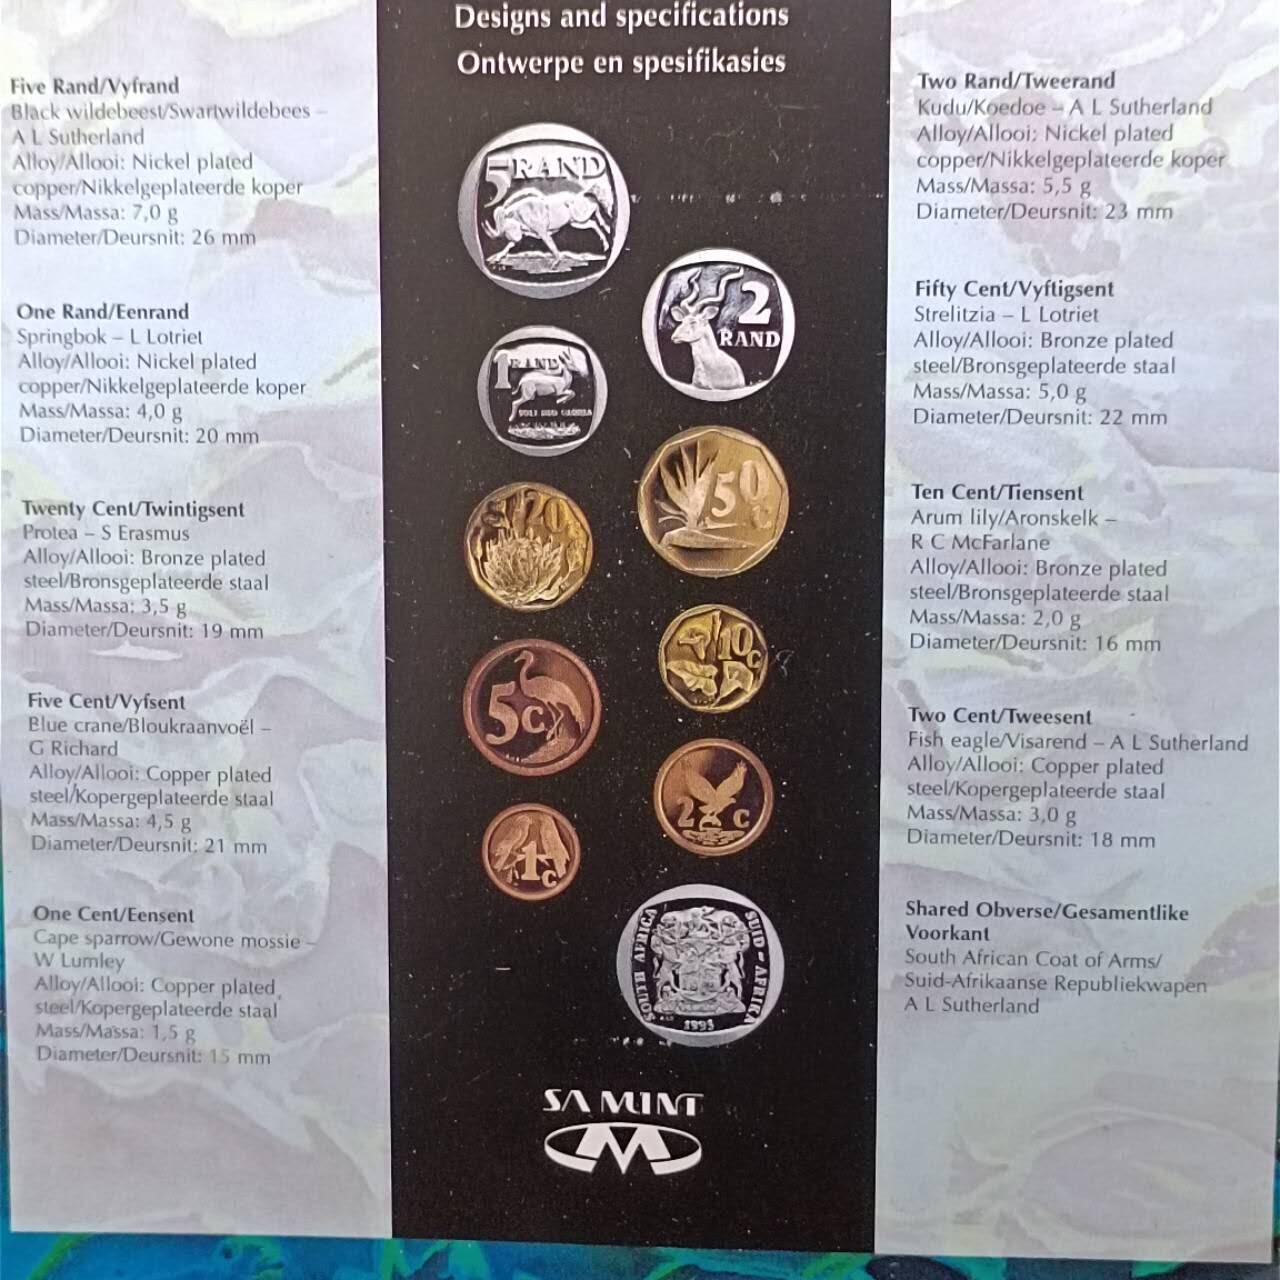 Designs and specifications
Ontwerpe en spesifikasies
Five Rand/Vyfrand
Black wildebeest/Swartwildebees –
A L Sutherland
Alloy/Allooi: Nickel plated
copper/Nikkelgeplateerde koper
Mass/Massa: 7,0 g
Diameter/Deursnit: 26 mm
One Rand/Eenrand
Springbok – L Lotriet
Alloy/Allooi: Nickel plated
copper/Nikkelgeplateerde koper
Mass/Massa: 4,0 g
Diameter/Deursnit: 20 mm
Twenty Cent/Twintigsent
Protea – S Erasmus
Alloy/Allooi: Bronze plated
steel/Bronsgeplateerde staal
Mass/Massa: 3,5 g
Diameter/Deursnit: 19 mm
Five Cent/Vyfsent
Blue crane/Bloukraanvoël –
G Richard
Alloy/Allooi: Copper plated
steel/Kopergeplateerde staal
Mass/Massa: 4,5 g
Diameter/Deursnit: 21 mm
One Cent/Eensent
Cape sparrow/Gewone mossie –
W Lumley
Alloy/Allooi: Copper plated
steel/Kopergeplateerde staal
Mass/Massa: 1,5 g
Diameter/Deursnit: 15 mm
5 RAND
2
RAND
1 RAND
SOLI DEO GLORIA
50
c
20
10c
5c
2 c
1c
SOUTH AFRICA
SUID-AFRIKA
1995
SA MINT
Two Rand/Tweerand
Kudu/Koedoe – A L Sutherland
Alloy/Allooi: Nickel plated
copper/Nikkelgeplateerde koper
Mass/Massa: 5,5 g
Diameter/Deursnit: 23 mm
Fifty Cent/Vyftigsent
Strelitzia – L Lotriet
Alloy/Allooi: Bronze plated
steel/Bronsgeplateerde staal
Mass/Massa: 5,0 g
Diameter/Deursnit: 22 mm
Ten Cent/Tiensent
Arum lily/Aronskelk –
R C McFarlane
Alloy/Allooi: Bronze plated
steel/Bronsgeplateerde staal
Mass/Massa: 2,0 g
Diameter/Deursnit: 16 mm
Two Cent/Tweesent
Fish eagle/Visarend – A L Sutherland
Alloy/Allooi: Copper plated
steel/Kopergeplateerde staal
Mass/Massa: 3,0 g
Diameter/Deursnit: 18 mm
Shared Obverse/Gesamentlike
Voorkant
South African Coat of Arms/
Suid-Afrikaanse Republiekwapen
A L Sutherland